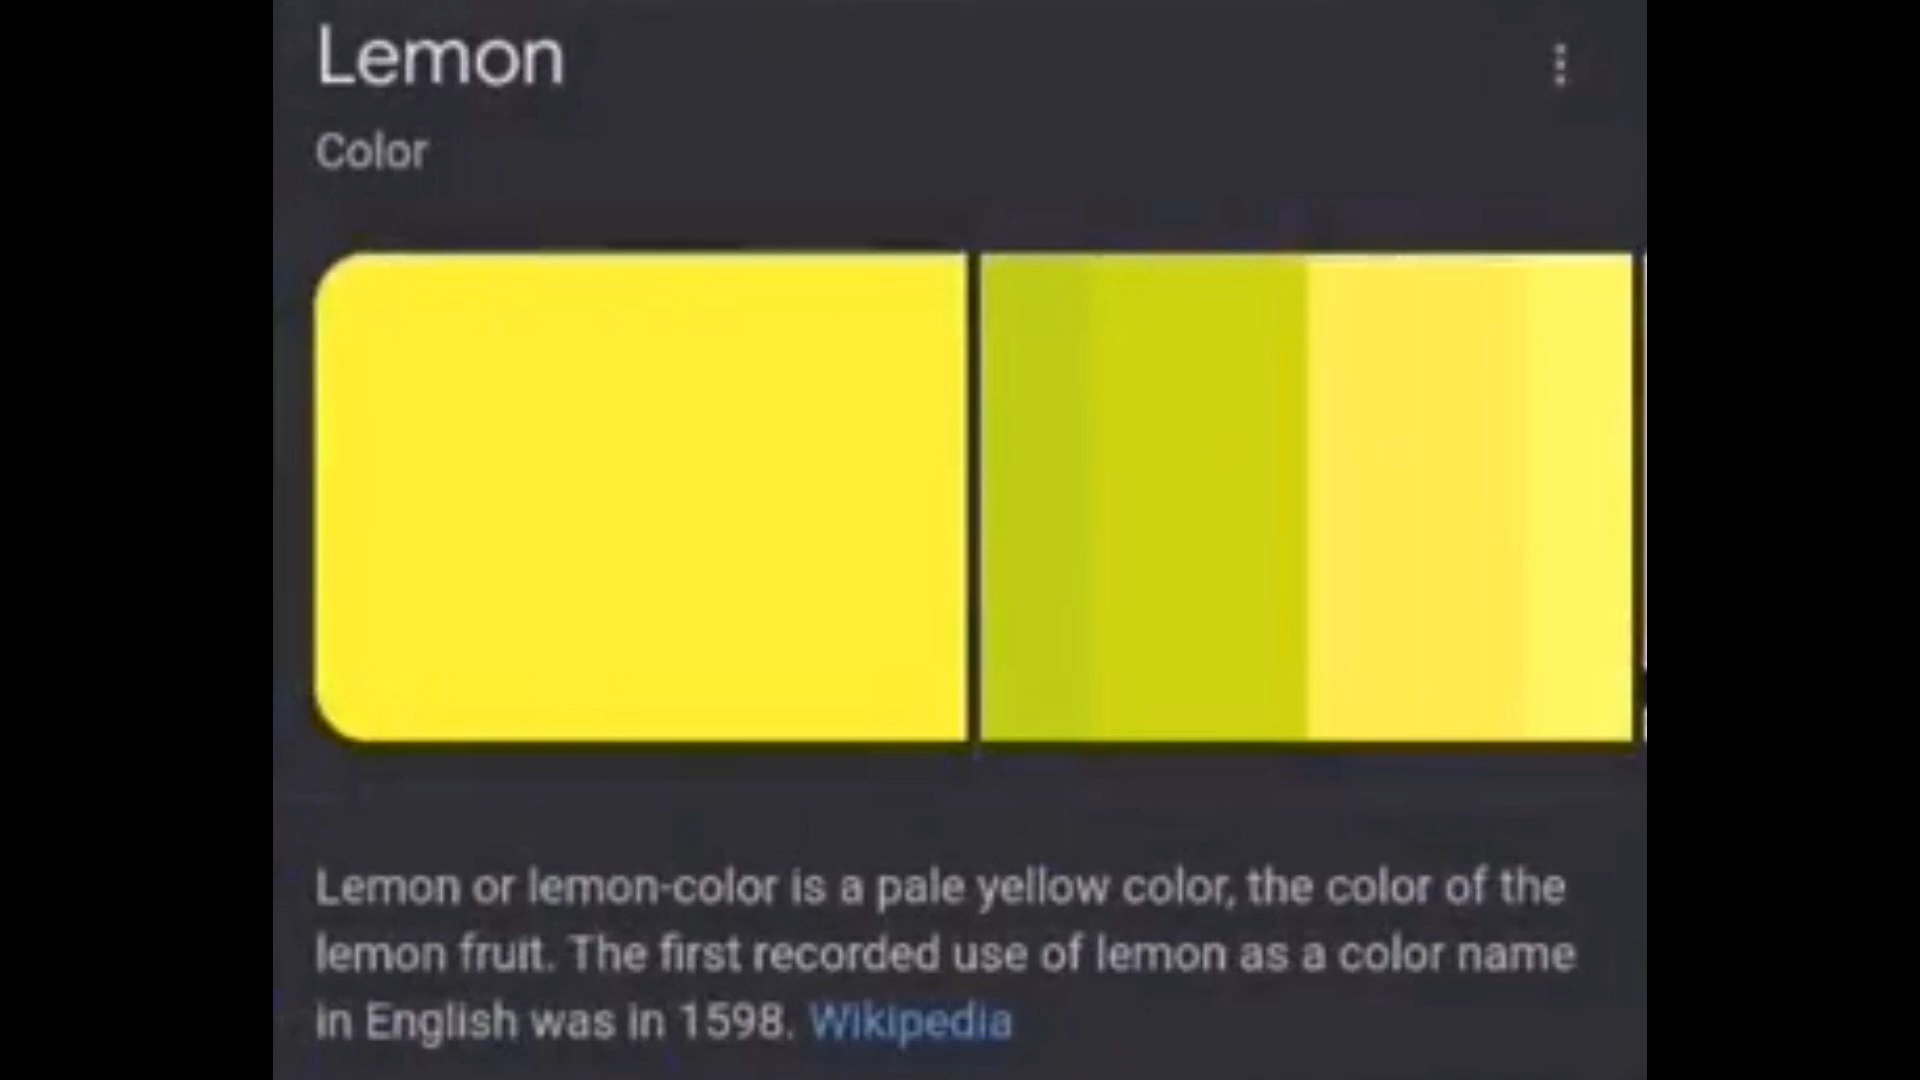 Lemon
Color
Lemon or lemon-color is a pale yellow color, the color of the
lemon fruit. The first recorded use of lemon as a color name
in English was in 1598. Wikipedia